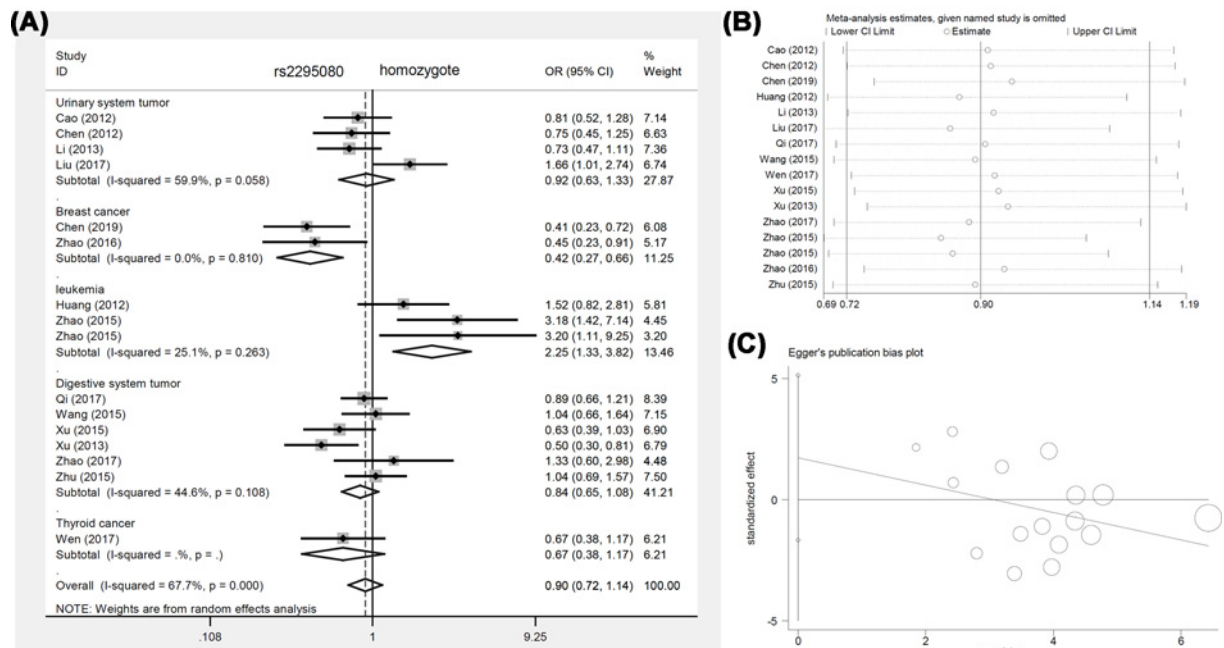 (A)
Study %
ID rs2295080 homozygote OR (95% CI) Weight
Urinary system tumor
Cao (2012) 0.81 (0.52, 1.28) 7.14
Chen (2012) 0.75 (0.45, 1.25) 6.63
Li (2013) 0.73 (0.47, 1.11) 7.36
Liu (2017) 1.66 (1.01, 2.74) 6.74
Subtotal (I-squared = 59.9%, p = 0.058) 0.92 (0.63, 1.33) 27.87
.
Breast cancer
Chen (2019) 0.41 (0.23, 0.72) 6.08
Zhao (2016) 0.45 (0.23, 0.91) 5.17
Subtotal (I-squared = 0.0%, p = 0.810) 0.42 (0.27, 0.66) 11.25
.
leukemia
Huang (2012) 1.52 (0.82, 2.81) 5.81
Zhao (2015) 3.18 (1.42, 7.14) 4.45
Zhao (2015) 3.20 (1.11, 9.25) 3.20
Subtotal (I-squared = 25.1%, p = 0.263) 2.25 (1.33, 3.82) 13.46
.
Digestive system tumor
Qi (2017) 0.89 (0.66, 1.21) 8.39
Wang (2015) 1.04 (0.66, 1.64) 7.15
Xu (2015) 0.63 (0.39, 1.03) 6.90
Xu (2013) 0.50 (0.30, 0.81) 6.79
Zhao (2017) 1.33 (0.60, 2.98) 4.48
Zhu (2015) 1.04 (0.69, 1.57) 7.50
Subtotal (I-squared = 44.6%, p = 0.108) 0.84 (0.65, 1.08) 41.21
.
Thyroid cancer
Wen (2017) 0.67 (0.38, 1.17) 6.21
Subtotal (I-squared = .%, p = .) 0.67 (0.38, 1.17) 6.21
.
Overall (I-squared = 67.7%, p = 0.000) 0.90 (0.72, 1.14) 100.00
NOTE: Weights are from random effects analysis
.108 1 9.25
(B)
Meta-analysis estimates, given named study is omitted
Lower CI Limit Estimate Upper CI Limit
Cao (2012)
Chen (2012)
Chen (2019)
Huang (2012)
Li (2013)
Liu (2017)
Qi (2017)
Wang (2015)
Wen (2017)
Xu (2015)
Xu (2013)
Zhao (2017)
Zhao (2015)
Zhao (2015)
Zhao (2016)
Zhu (2015)
0.69 0.72 0.90 1.14 1.19
(C)
Egger's publication bias plot
standardized effect
5
0
-5
0 2 4 6